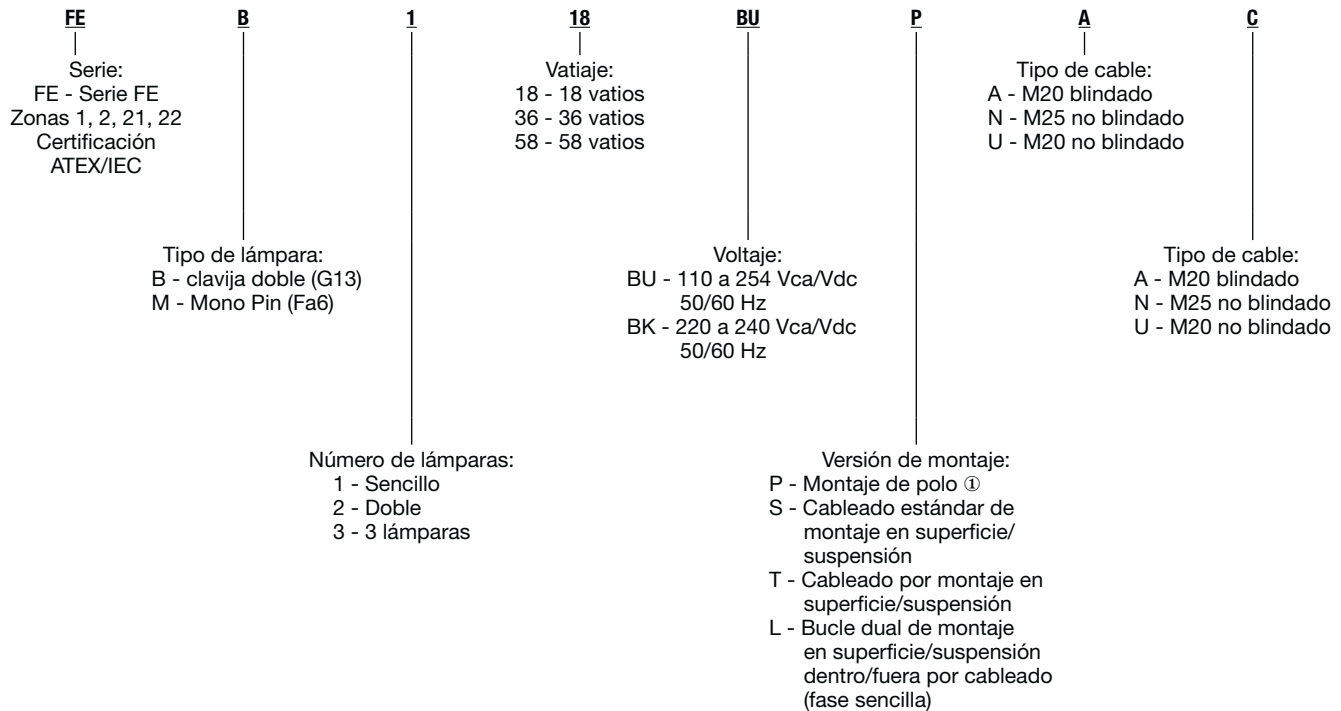 FE B 1 18 BU P A C
Serie:
FE - Serie FE
Zonas 1, 2, 21, 22
Certificación
ATEX/IEC
Vatiaje:
18 - 18 vatios
36 - 36 vatios
58 - 58 vatios
Tipo de cable:
A - M20 blindado
N - M25 no blindado
U - M20 no blindado
Tipo de lámpara:
B - clavija doble (G13)
M - Mono Pin (Fa6)
Voltaje:
BU - 110 a 254 Vca/Vdc
50/60 Hz
BK - 220 a 240 Vca/Vdc
50/60 Hz
Tipo de cable:
A - M20 blindado
N - M25 no blindado
U - M20 no blindado
Número de lámparas:
1 - Sencillo
2 - Doble
3 - 3 lámparas
Versión de montaje:
P - Montaje de polo ①
S - Cableado estándar de
montaje en superficie/
suspensión
T - Cableado por montaje en
superficie/suspensión
L - Bucle dual de montaje
en superficie/suspensión
dentro/fuera por cableado
(fase sencilla)